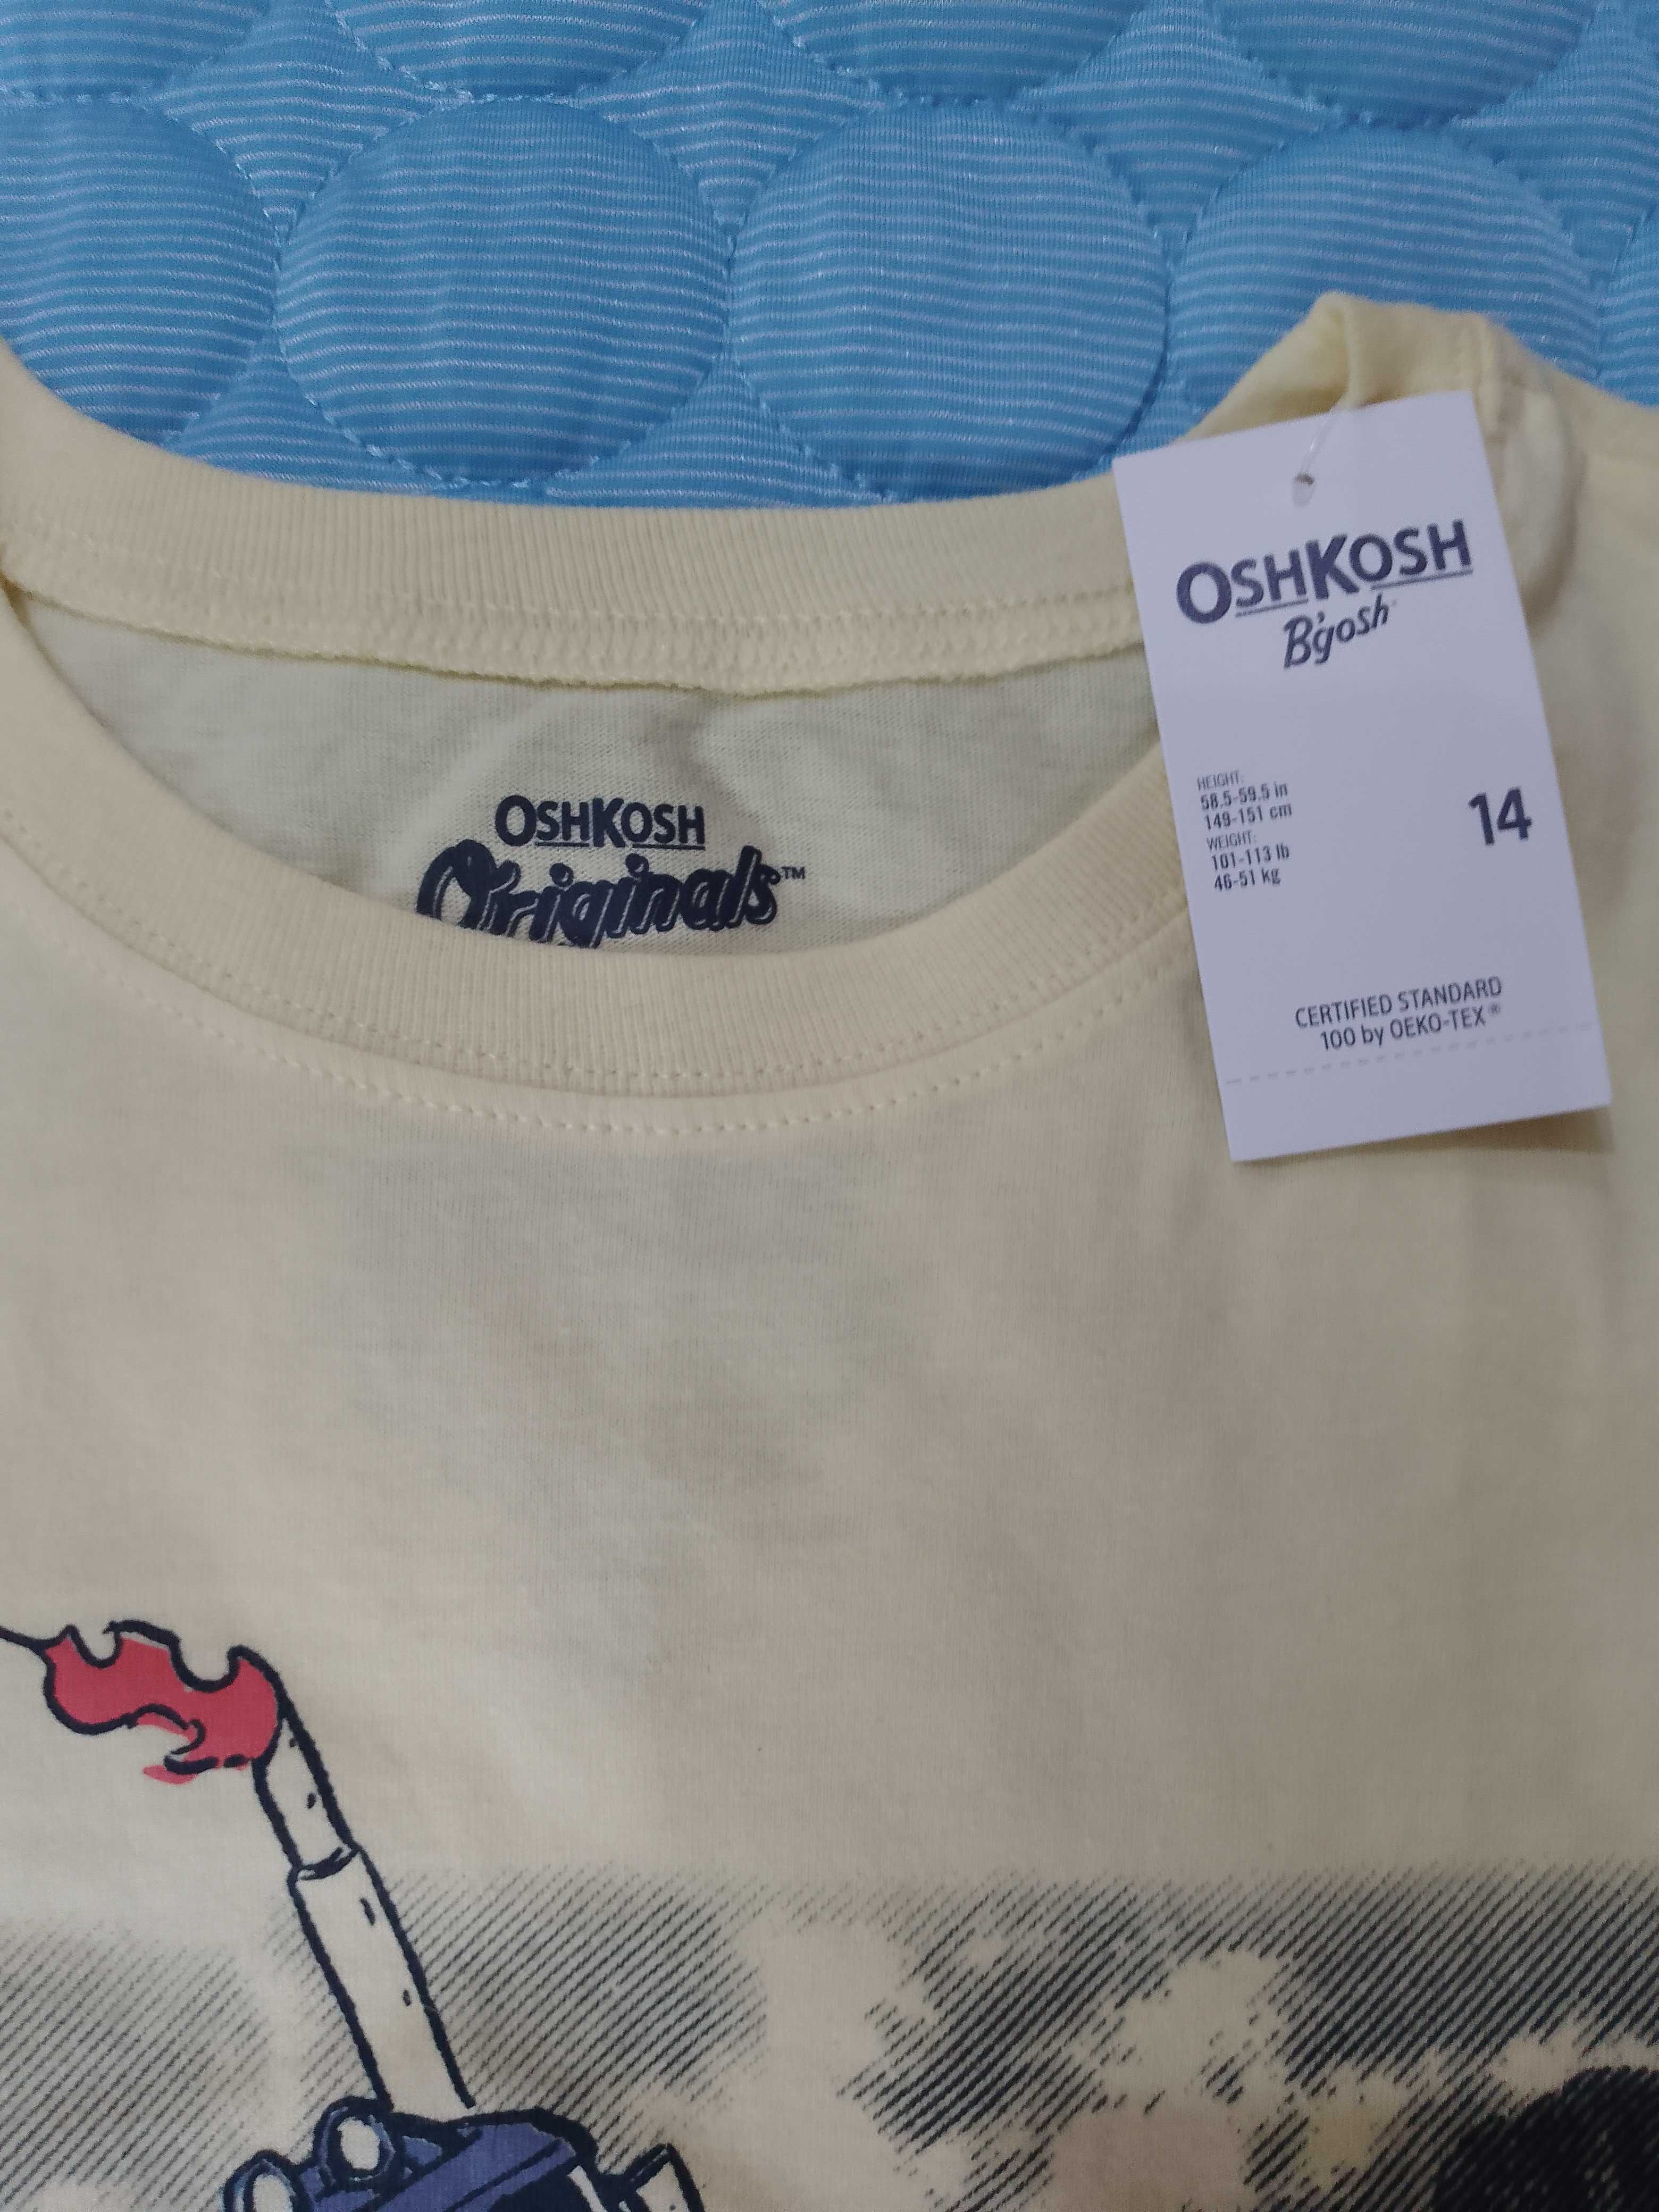 OSHKOSH
B'gosh
HEIGHT:
58.5-59.5 in
149-151 cm
WEIGHT:
101-113 lb
46-51 kg
14
CERTIFIED STANDARD
100 by OEKO-TEX®
OSHKOSH
Originals™